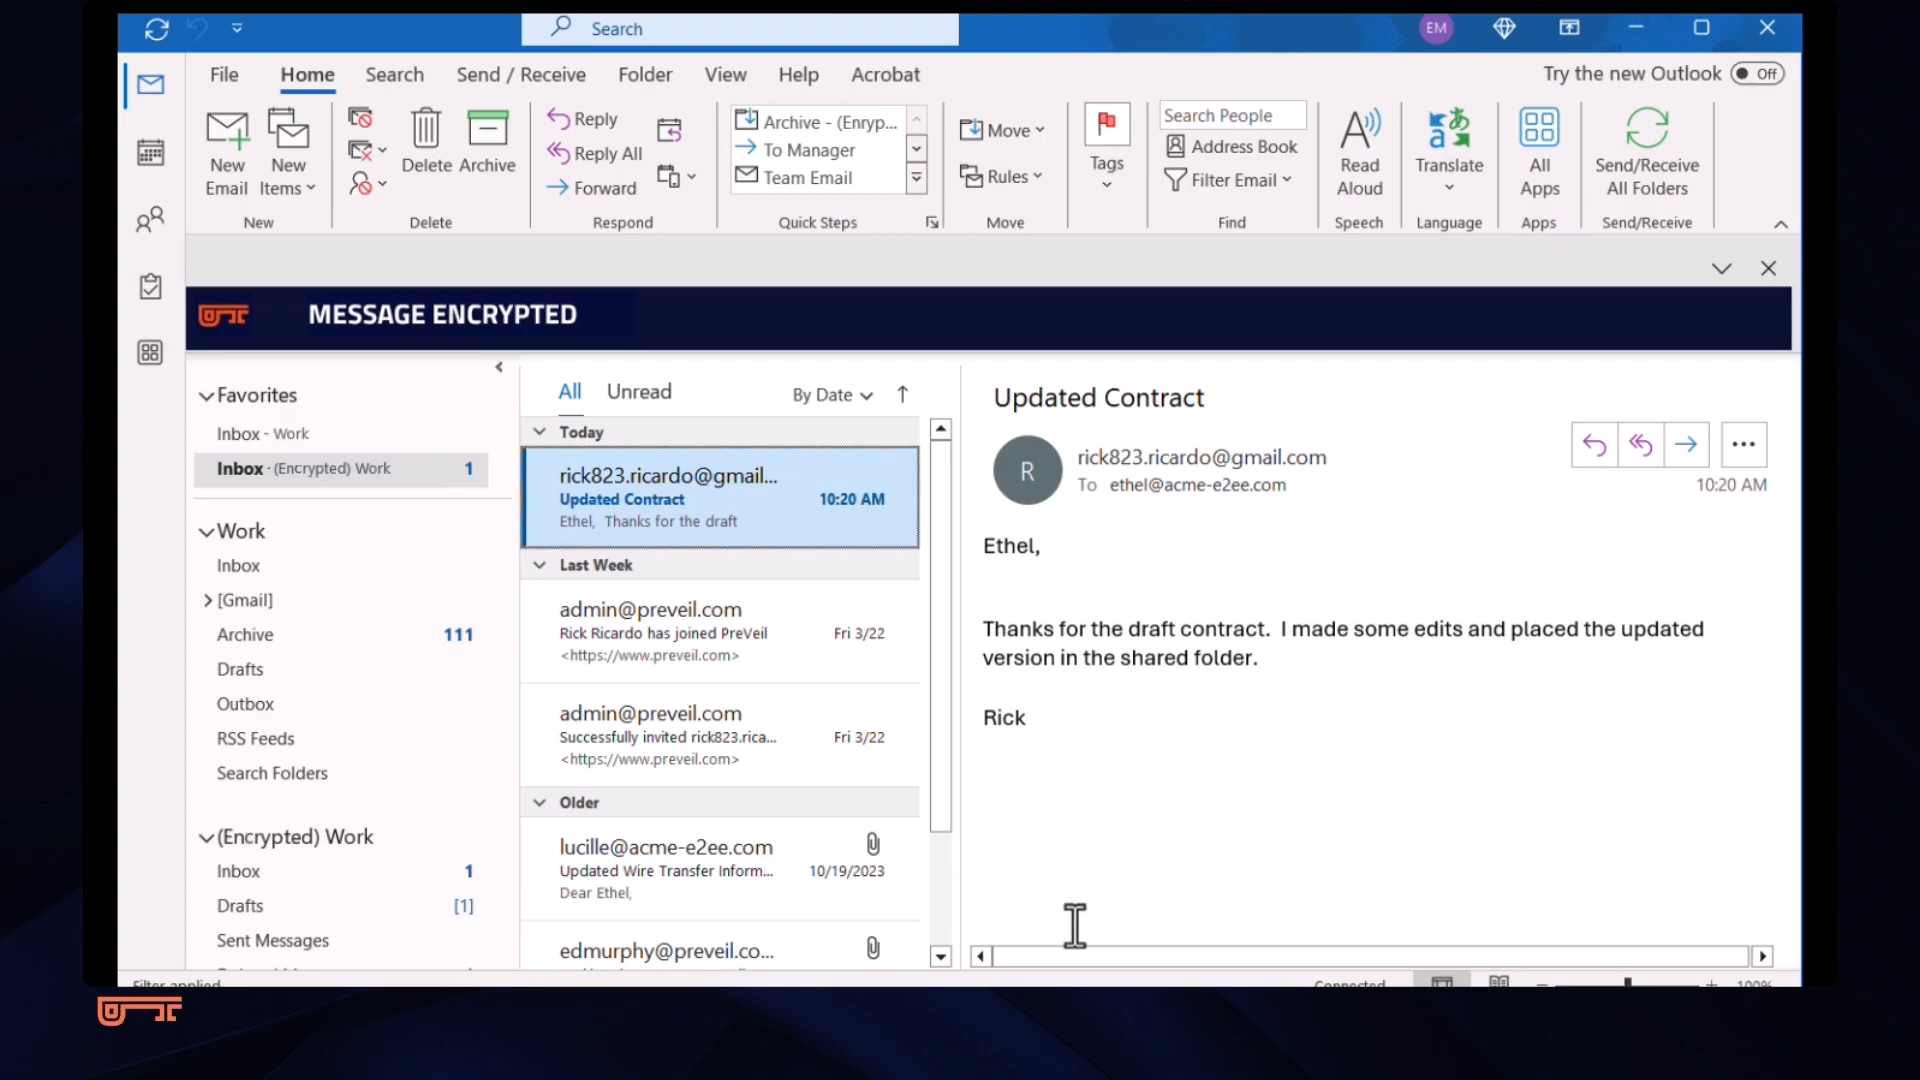 Search
EM
File Home Search Send / Receive Folder View Help Acrobat
Try the new Outlook Off
New Email
New Items
Delete
Archive
Reply
Reply All
Forward
Archive - (Enryp...
To Manager
Team Email
Move
Rules
Tags
Search People
Address Book
Filter Email
Read Aloud
Translate
All Apps
Send/Receive All Folders
New Delete Respond Quick Steps Move Find Speech Language Apps Send/Receive
MESSAGE ENCRYPTED
Favorites
Inbox - Work
Inbox - (Encrypted) Work 1
Work
Inbox
[Gmail]
Archive 111
Drafts
Outbox
RSS Feeds
Search Folders
(Encrypted) Work
Inbox 1
Drafts [1]
Sent Messages
All Unread By Date
Today
rick823.ricardo@gmail...
Updated Contract 10:20 AM
Ethel, Thanks for the draft
Last Week
admin@preveil.com
Rick Ricardo has joined PreVeil Fri 3/22
<https://www.preveil.com>
admin@preveil.com
Successfully invited rick823.rica... Fri 3/22
<https://www.preveil.com>
Older
lucille@acme-e2ee.com
Updated Wire Transfer Inform... 10/19/2023
Dear Ethel,
edmurphy@preveil.co...
Updated Contract
R
rick823.ricardo@gmail.com
To ethel@acme-e2ee.com
10:20 AM
Ethel,
Thanks for the draft contract. I made some edits and placed the updated
version in the shared folder.
Rick
Filter applied
Connected
100%